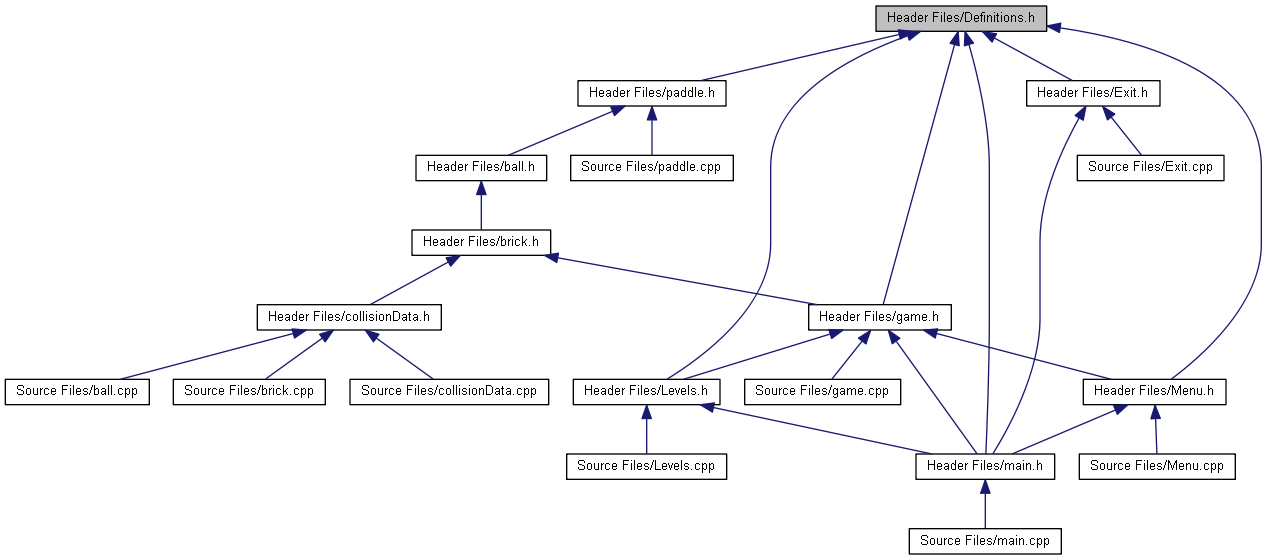 Header Files/Definitions.h
Header Files/paddle.h
Header Files/Exit.h
Header Files/ball.h
Source Files/paddle.cpp
Source Files/Exit.cpp
Header Files/brick.h
Header Files/collisionData.h
Header Files/game.h
Source Files/ball.cpp
Source Files/brick.cpp
Source Files/collisionData.cpp
Header Files/Levels.h
Source Files/game.cpp
Header Files/Menu.h
Source Files/Levels.cpp
Header Files/main.h
Source Files/Menu.cpp
Source Files/main.cpp